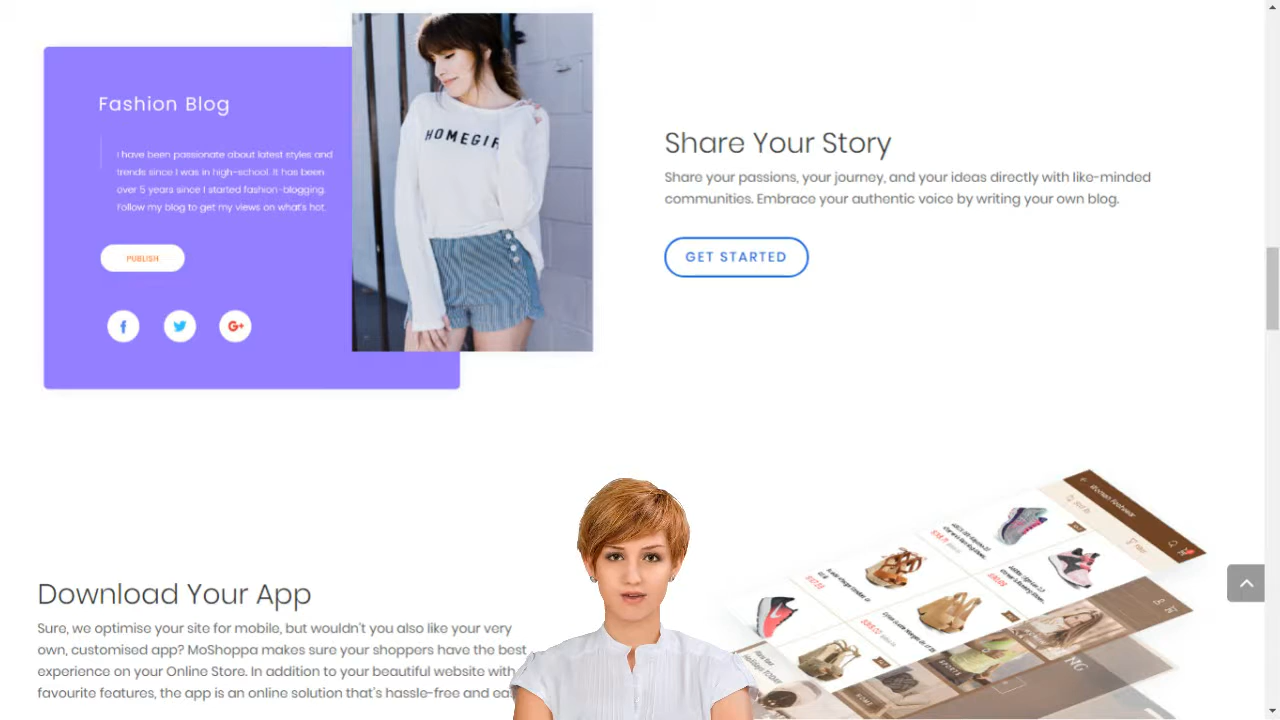 Fashion Blog
I have been passionate about latest styles and
trends since I was in high-school. It has been
over 5 years since I started fashion-blogging.
Follow my blog to get my views on what's hot.
PUBLISH
HOMEGIR
Share Your Story
Share your passions, your journey, and your ideas directly with like-minded
communities. Embrace your authentic voice by writing your own blog.
GET STARTED
Download Your App
Sure, we optimise your site for mobile, but wouldn't you also like your very
own, customised app? MoShoppa makes sure your shoppers have the best
experience on your Online Store. In addition to your beautiful website with
favourite features, the app is an online solution that's hassle-free and
Women Footwear